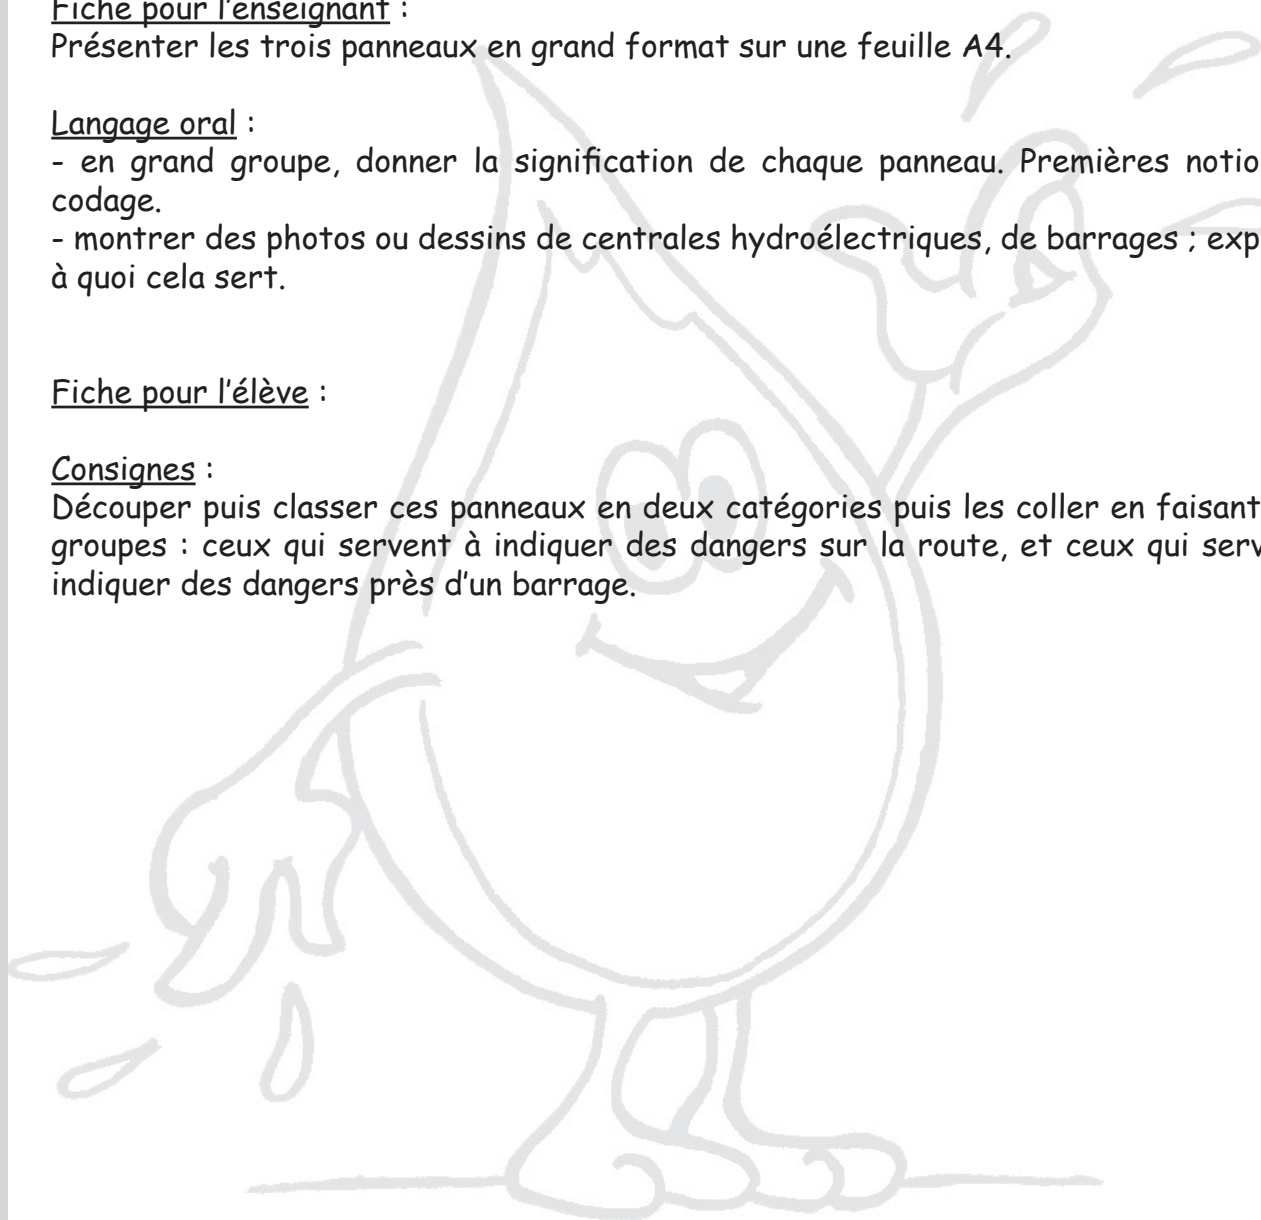 Fiche pour l'enseignant :
Présenter les trois panneaux en grand format sur une feuille A4.
Langage oral :
- en grand groupe, donner la signification de chaque panneau. Premières notio
codage.
- montrer des photos ou dessins de centrales hydroélectriques, de barrages ; exp
à quoi cela sert.
Fiche pour l'élève :
Consignes :
Découper puis classer ces panneaux en deux catégories puis les coller en faisant
groupes : ceux qui servent à indiquer des dangers sur la route, et ceux qui serv
indiquer des dangers près d'un barrage.